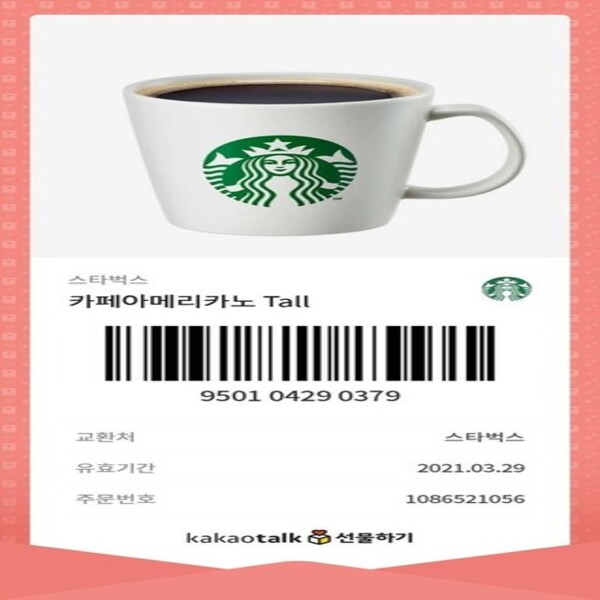 스타벅스
카페아메리카노 Tall
9501 0429 0379
교환처 스타벅스
유효기간 2021.03.29
주문번호 1086521056
kakaotalk 선물하기